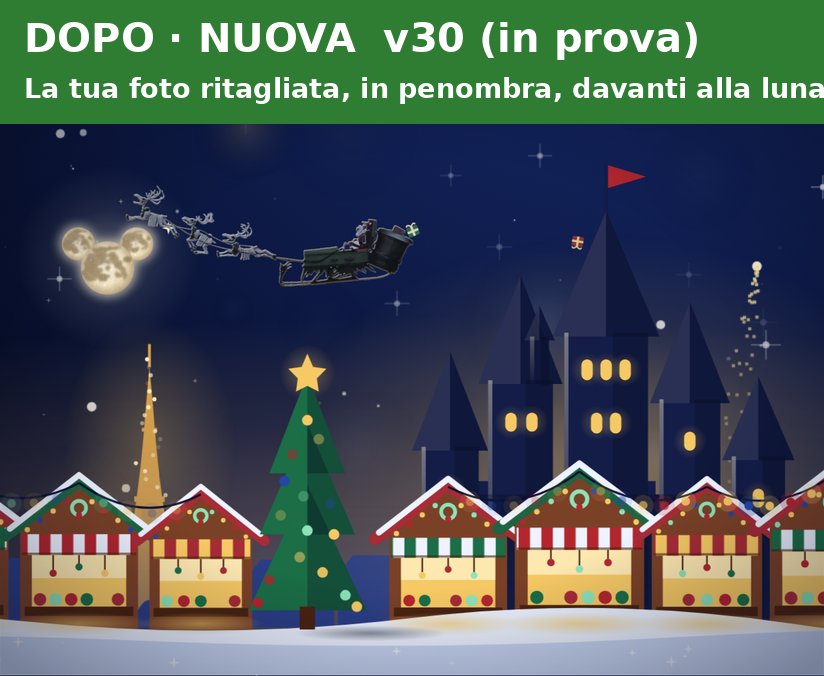 DOPO · NUOVA v30 (in prova)
La tua foto ritagliata, in penombra, davanti alla luna